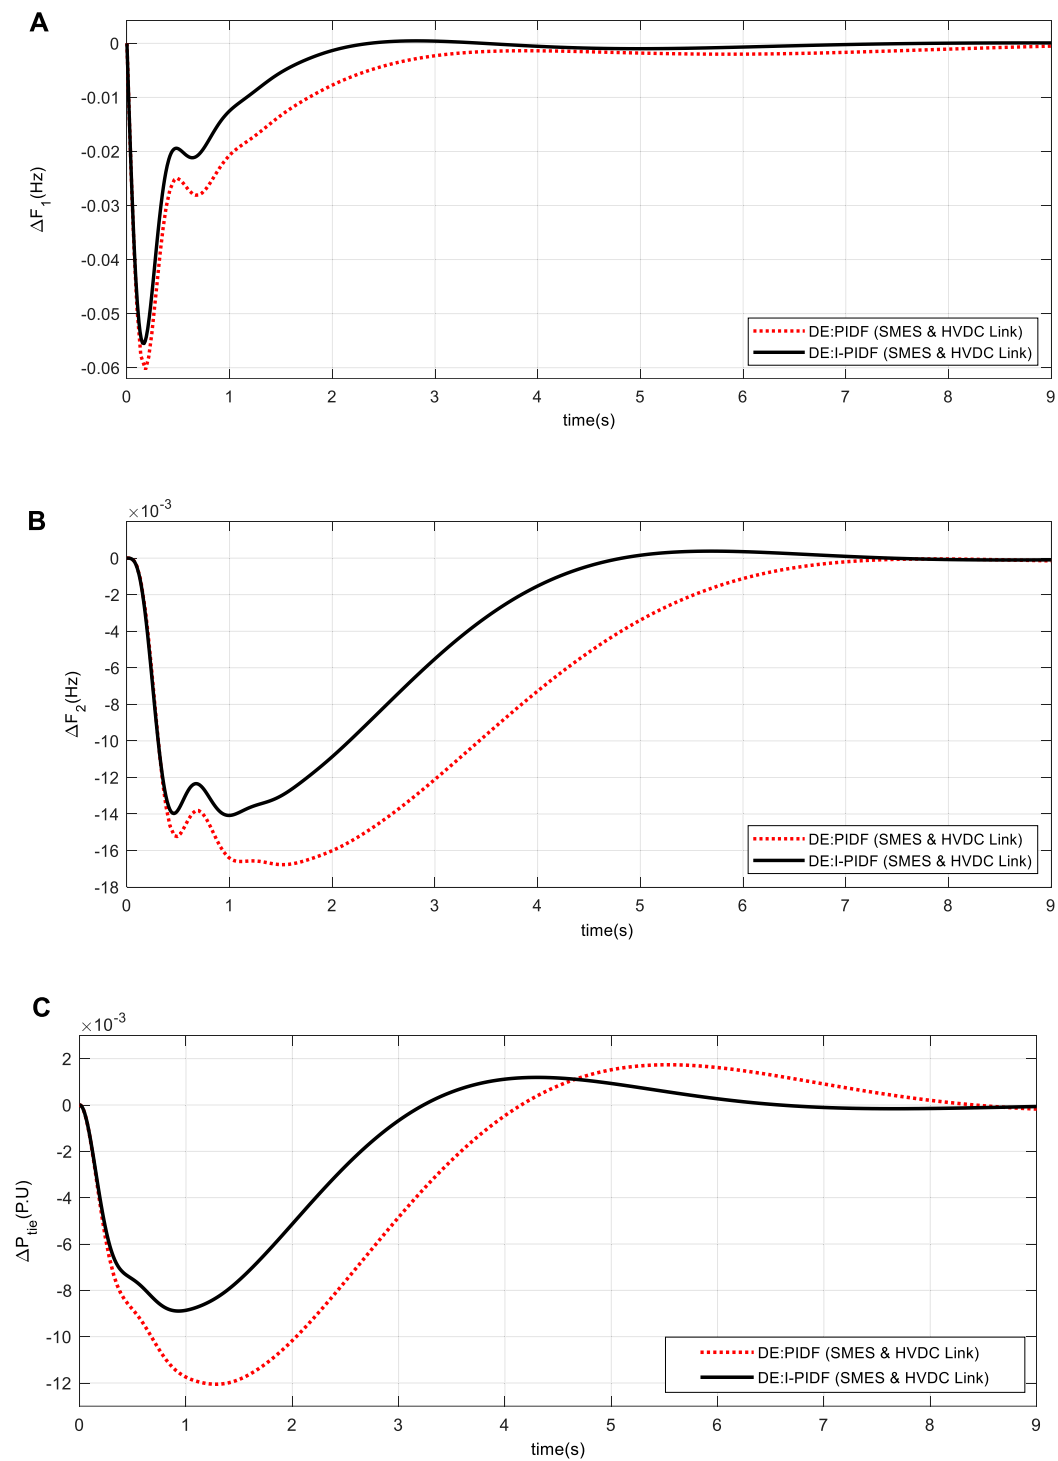 A
0
-0.01
-0.02
-0.03
-0.04
-0.05
-0.06
ΔF1(Hz)
DE:PIDF (SMES & HVDC Link)
DE:I-PIDF (SMES & HVDC Link)
0 1 2 3 4 5 6 7 8 9
time(s)
B
×10-3
0
-2
-4
-6
-8
-10
-12
-14
-16
-18
ΔF2(Hz)
DE:PIDF (SMES & HVDC Link)
DE:I-PIDF (SMES & HVDC Link)
0 1 2 3 4 5 6 7 8 9
time(s)
C
×10-3
2
0
-2
-4
-6
-8
-10
-12
ΔPtie(P.U)
DE:PIDF (SMES & HVDC Link)
DE:I-PIDF (SMES & HVDC Link)
0 1 2 3 4 5 6 7 8 9
time(s)